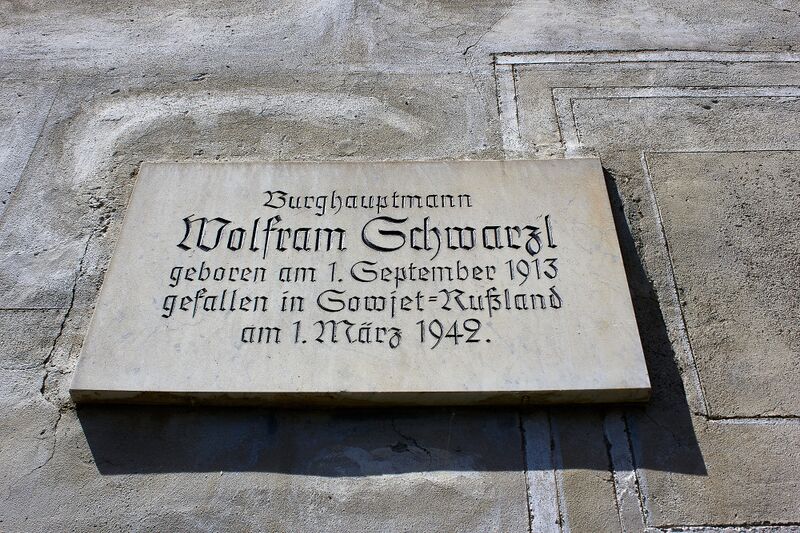 Burghauptmann
Wolfram Schwarzl
geboren am 1. September 1913
gefallen in Sowjet=Rußland
am 1. März 1942.